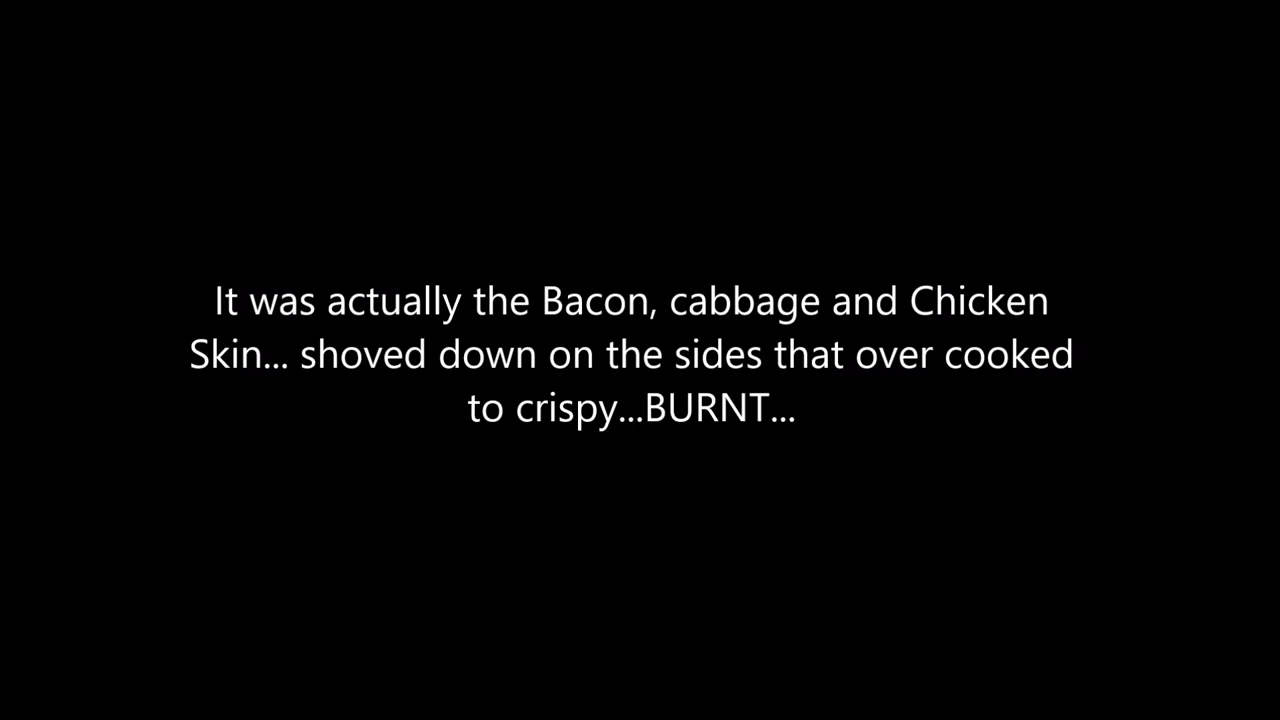 It was actually the Bacon, cabbage and Chicken
Skin... shoved down on the sides that over cooked
to crispy...BURNT...